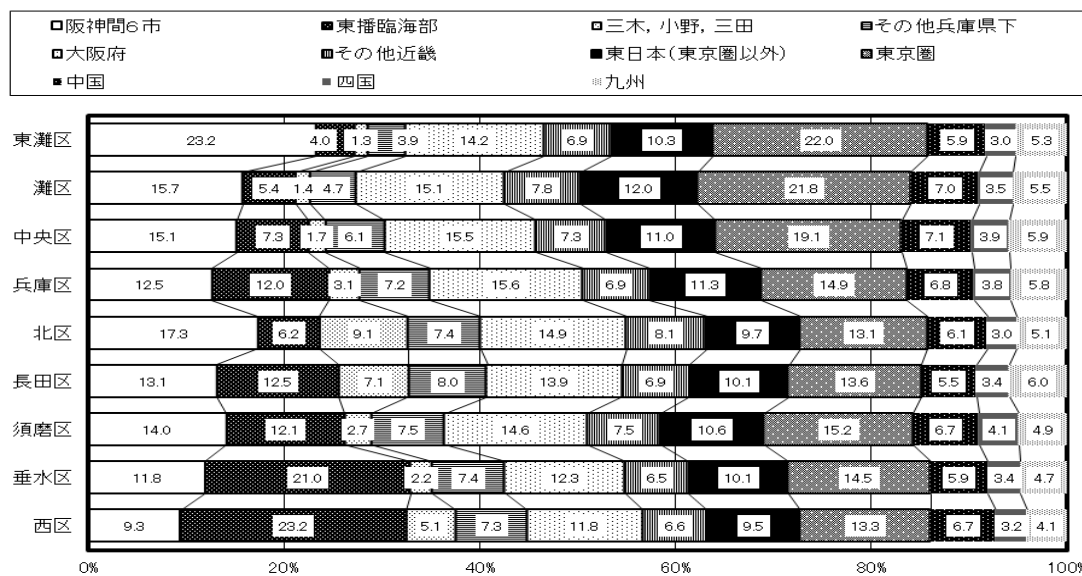 阪神間6市 東播臨海部 三木，小野，三田 その他兵庫県下
大阪府 その他近畿 東日本（東京圏以外） 東京圏
中国 四国 九州
東灘区 23.2 4.0 1.3 3.9 14.2 6.9 10.3 22.0 5.9 3.0 5.3
灘区 15.7 5.4 1.4 4.7 15.1 7.8 12.0 21.8 7.0 3.5 5.5
中央区 15.1 7.3 1.7 6.1 15.5 7.3 11.0 19.1 7.1 3.9 5.9
兵庫区 12.5 12.0 3.1 7.2 15.6 6.9 11.3 14.9 6.8 3.8 5.8
北区 17.3 6.2 9.1 7.4 14.9 8.1 9.7 13.1 6.1 3.0 5.1
長田区 13.1 12.5 7.1 8.0 13.9 6.9 10.1 13.6 5.5 3.4 6.0
須磨区 14.0 12.1 2.7 7.5 14.6 7.5 10.6 15.2 6.7 4.1 4.9
垂水区 11.8 21.0 2.2 7.4 12.3 6.5 10.1 14.5 5.9 3.4 4.7
西区 9.3 23.2 5.1 7.3 11.8 6.6 9.5 13.3 6.7 3.2 4.1
0% 20% 40% 60% 80% 100%